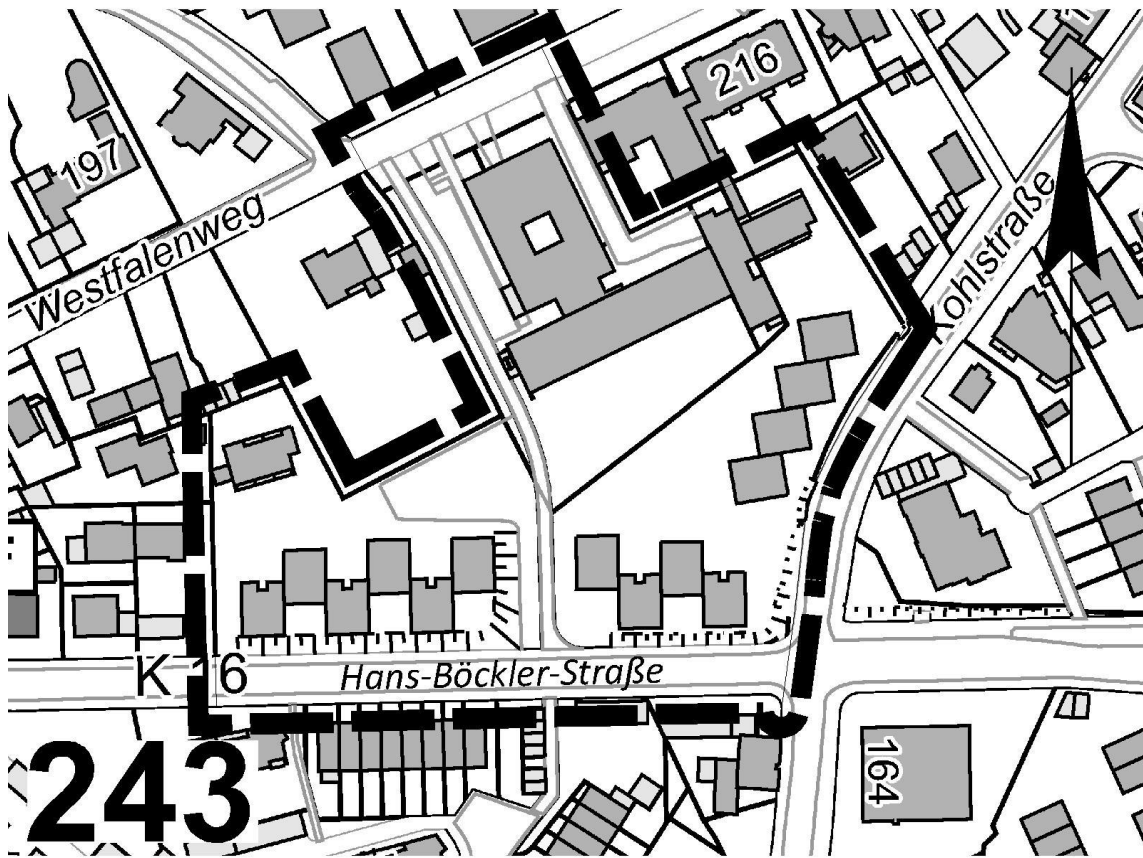 216
197
Westfalenweg
Kohlstraße
K 16
Hans-Böckler-Straße
243
164